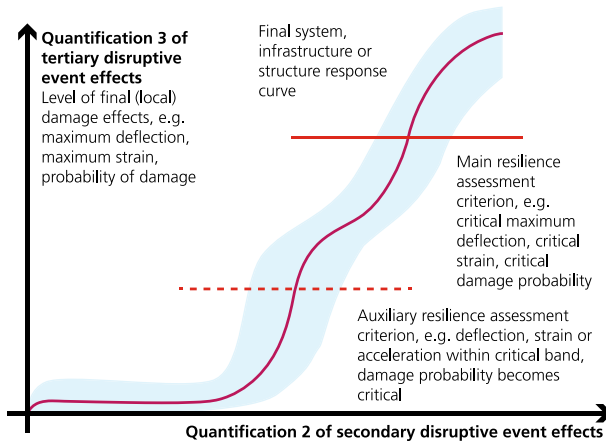 Quantification 3 of
tertiary disruptive
event effects
Level of final (local)
damage effects, e.g.
maximum deflection,
maximum strain,
probability of damage
Final system,
infrastructure or
structure response
curve
Main resilience
assessment
criterion, e.g.
critical maximum
deflection, critical
strain, critical
damage probability
Auxiliary resilience assessment
criterion, e.g. deflection, strain or
acceleration within critical band,
damage probability becomes
critical
Quantification 2 of secondary disruptive event effects